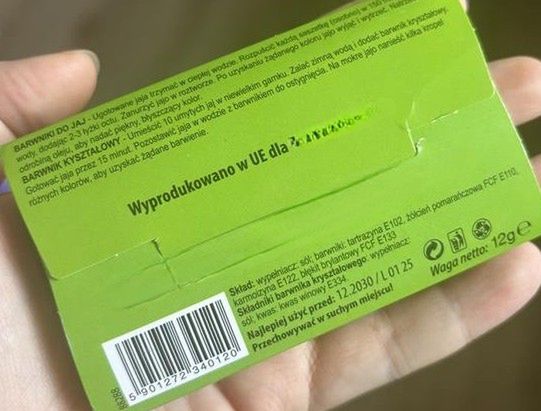 BARWNIKI DO JAJ - Ugotowane jaja trzymać w ciepłej wodzie. Rozpuścić każdą saszetkę (osobno) w 150
wody, dodając 2-3 łyżki octu. Zanurzyć jajo w roztworze. Po uzyskaniu żądanego koloru jajo wyjąć i wytrzeć. Natrzeć
odrobiną oleju, aby nadać piękny, błyszczący kolor.
BARWNIK KRYSZTAŁOWY - Umieścić 10 umytych jaj w niewielkim garnku. Zalać zimną wodą i dodać barwnik kryształowy.
Gotować jaja przez 15 minut. Pozostawić jaja w wodzie z barwnikiem do ostygnięcia. Na mokre jajo nanieść kilka kropel
różnych kolorów, aby uzyskać żądane barwienie.
Wyprodukowano w UE dla
Skład: wypełniacz: sól; barwniki: tartrazyna E102, żółcień pomarańczowa FCF E110,
karmoizyna E122, błękit brylantowy FCF E133
Składniki barwnika kryształowego: wypełniacz:
sól; kwas: kwas winowy E334
Najlepiej użyć przed: 12.2030 / L 01 25
Przechowywać w suchym miejscu!
Waga netto: 12g e
5 901272 340120